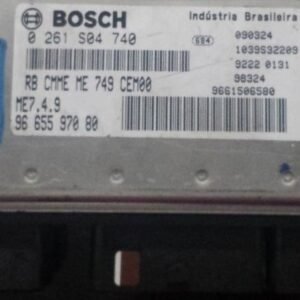 BOSCH
0 261 S04 740
RB CMME ME 749 CEM00
ME7.4.9
96 655 970 80
Indústria Brasileira
694
090324
1039S32209
9222 0131
98324
9661506580